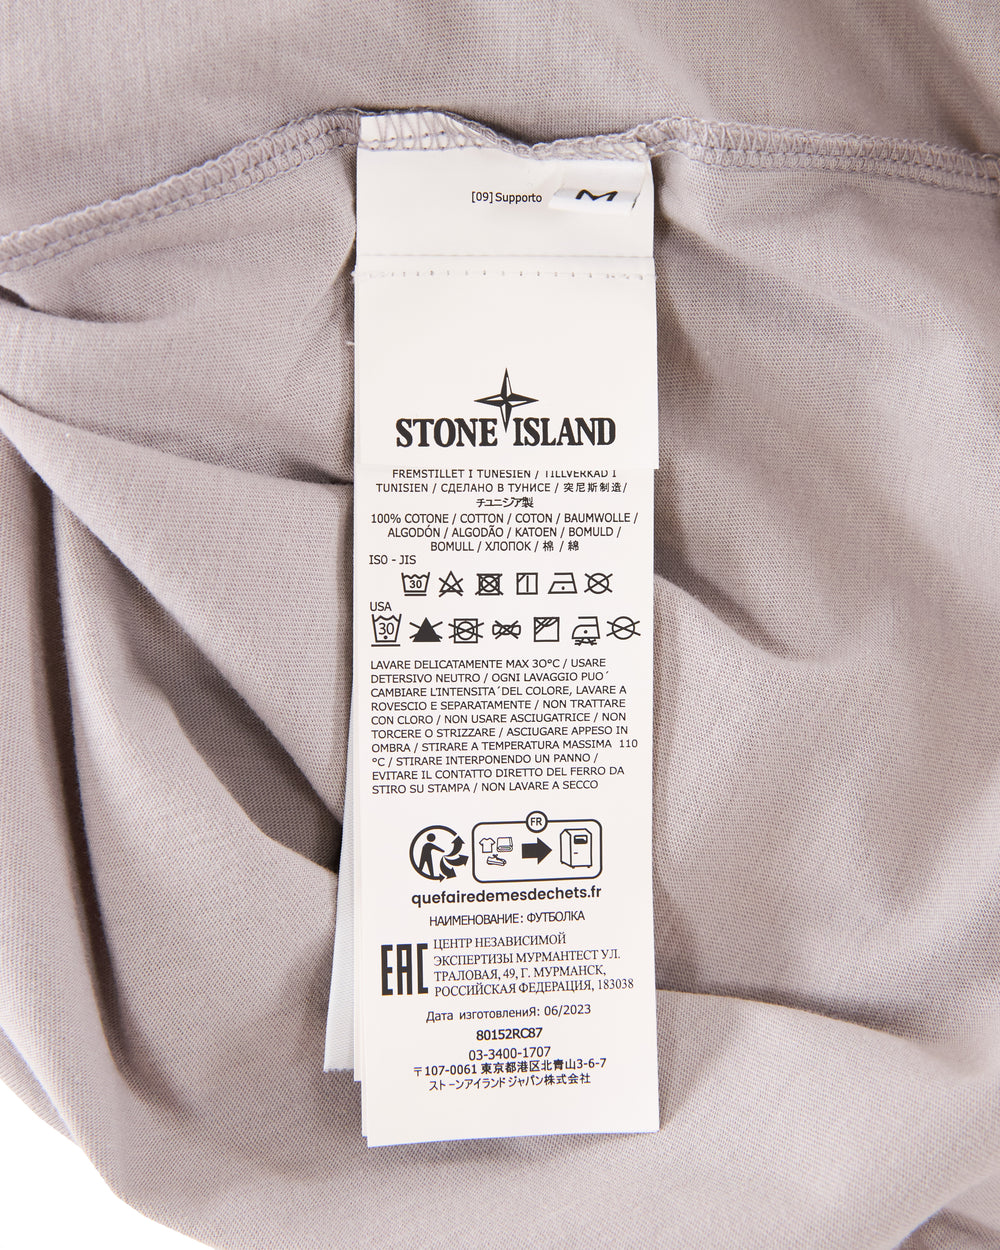 [09] Supporto
M
STONE ISLAND
FREMSTILLET I TUNESIEN / TILLVERKAD I
TUNISIEN / СДЕЛАНО В ТУНИСЕ / 突尼斯制造/
チュニジア製
100% COTONE / COTTON / COTON / BAUMWOLLE /
ALGODÓN / ALGODÃO / KATOEN / BOMULD /
BOMULL / ХЛОПОК / 棉 / 綿
ISO - JIS
30
USA
30
LAVARE DELICATAMENTE MAX 30°C / USARE
DETERSIVO NEUTRO / OGNI LAVAGGIO PUO´
CAMBIARE L'INTENSITA´DEL COLORE, LAVARE A
ROVESCIO E SEPARATAMENTE / NON TRATTARE
CON CLORO / NON USARE ASCIUGATRICE / NON
TORCERE O STRIZZARE / ASCIUGARE APPESO IN
OMBRA / STIRARE A TEMPERATURA MASSIMA 110
°C / STIRARE INTERPONENDO UN PANNO /
EVITARE IL CONTATTO DIRETTO DEL FERRO DA
STIRO SU STAMPA / NON LAVARE A SECCO
FR
quefairedemesdechets.fr
НАИМЕНОВАНИЕ: ФУТБОЛКА
EAC
ЦЕНТР НЕЗАВИСИМОЙ
ЭКСПЕРТИЗЫ МУРМАНТЕСТ УЛ.
ТРАЛОВАЯ, 49, Г. МУРМАНСК,
РОССИЙСКАЯ ФЕДЕРАЦИЯ, 183038
Дата изготовлениЯ: 06/2023
80152RC87
03-3400-1707
〒107-0061 東京都港区北青山3-6-7
ストーンアイランドジャパン株式会社